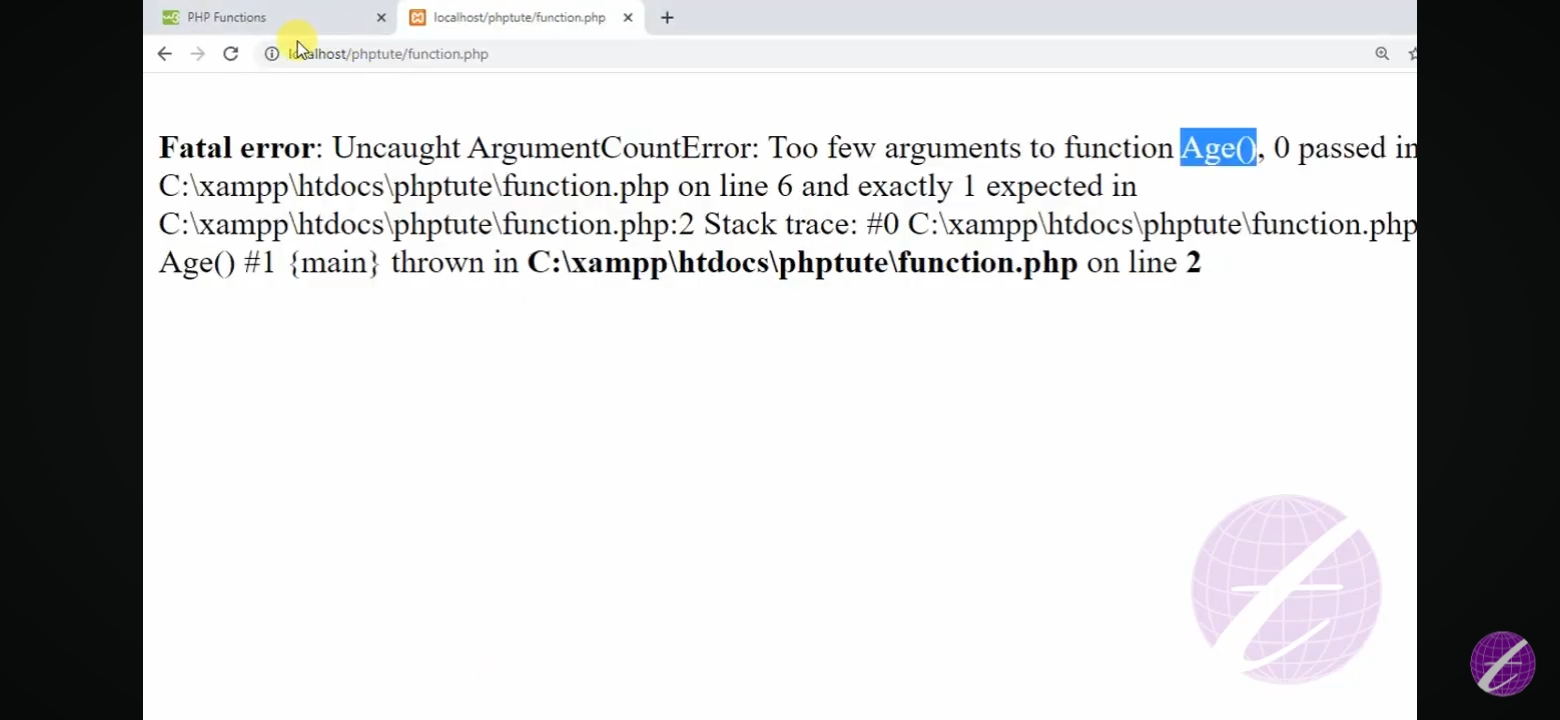 PHP Functions
localhost/phptute/function.php
localhost/phptute/function.php
Fatal error: Uncaught ArgumentCountError: Too few arguments to function Age(), 0 passed in
C:\xampp\htdocs\phptute\function.php on line 6 and exactly 1 expected in
C:\xampp\htdocs\phptute\function.php:2 Stack trace: #0 C:\xampp\htdocs\phptute\function.php
Age() #1 {main} thrown in C:\xampp\htdocs\phptute\function.php on line 2